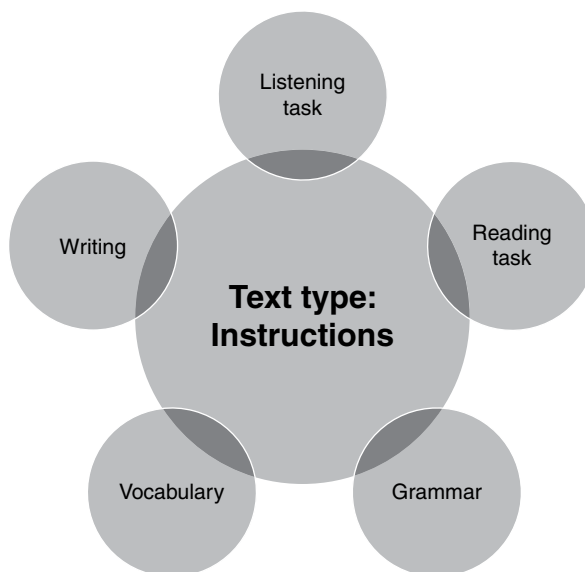 Listening
task
Writing
Reading
task
Text type:
Instructions
Vocabulary
Grammar